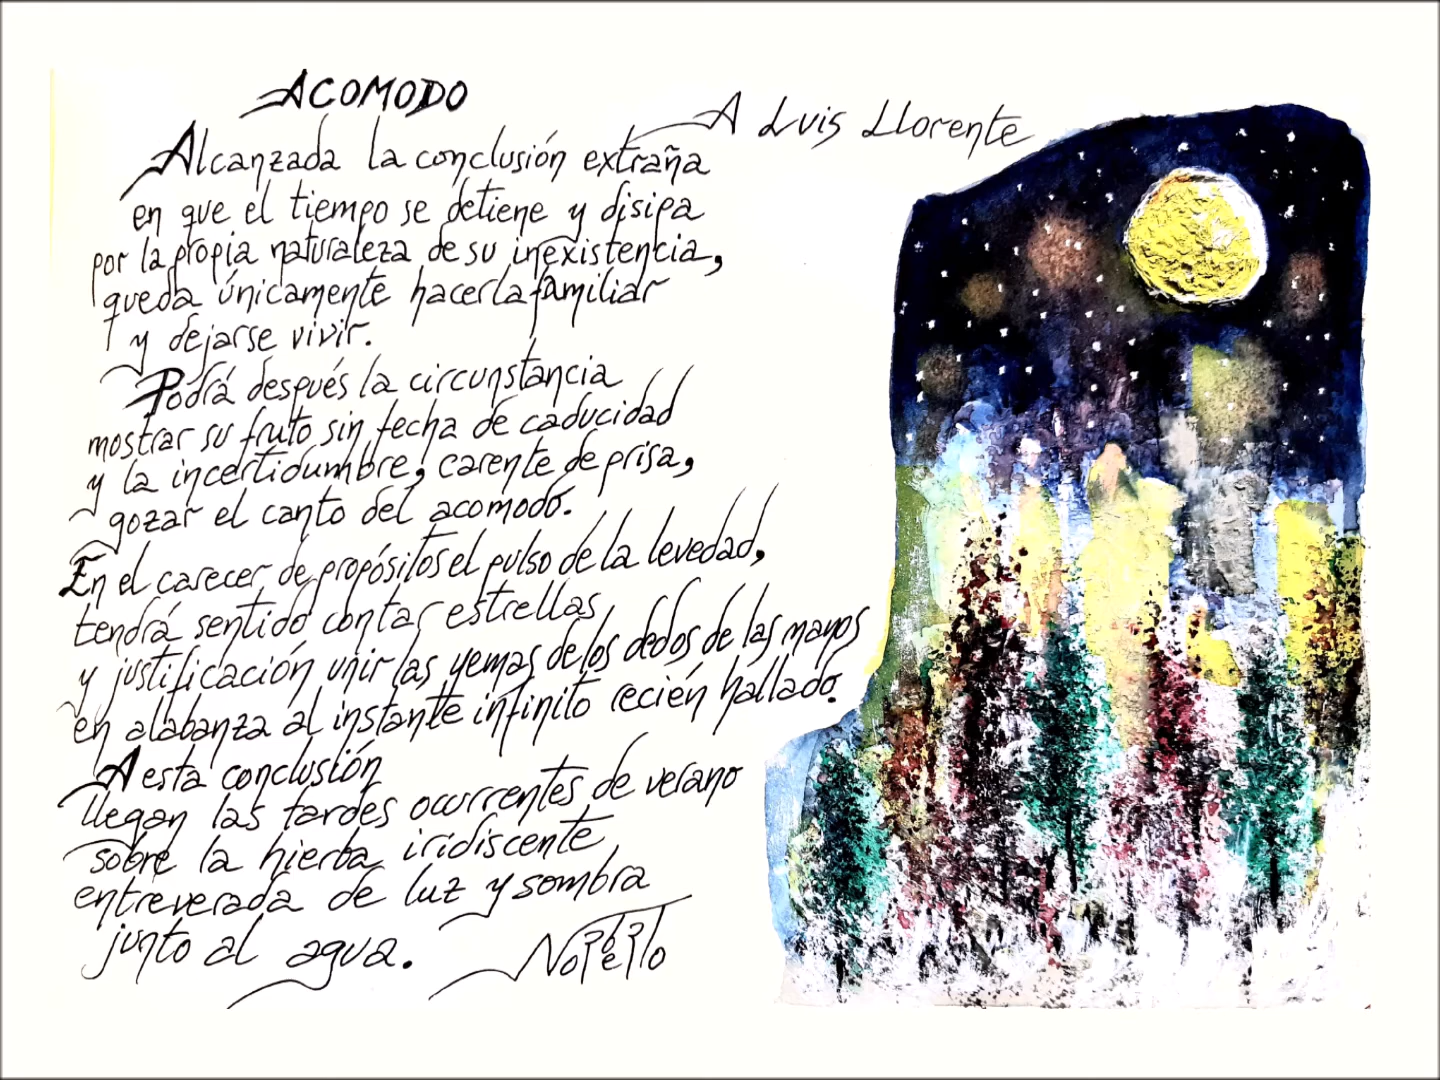 ACOMODO
A Luis Llorente
Alcanzada la conclusión extraña
en que el tiempo se detiene y disipa
por la propia naturaleza de su inexistencia,
queda únicamente hacerla familiar
y dejarse vivir.
Podrá después la circunstancia
mostrar su fruto sin fecha de caducidad
y la incertidumbre, carente de prisa,
gozar el canto del acomodo.
En el carecer de propósitos el pulso de la levedad,
tendrá sentido contar estrellas
y justificación unir las yemas de los dedos de las manos
en alabanza al instante infinito recién hallado.
A esta conclusión
llegan las tardes ocurrentes de verano
sobre la hierba iridiscente
entreverada de luz y sombra
junto al agua.
Norberto